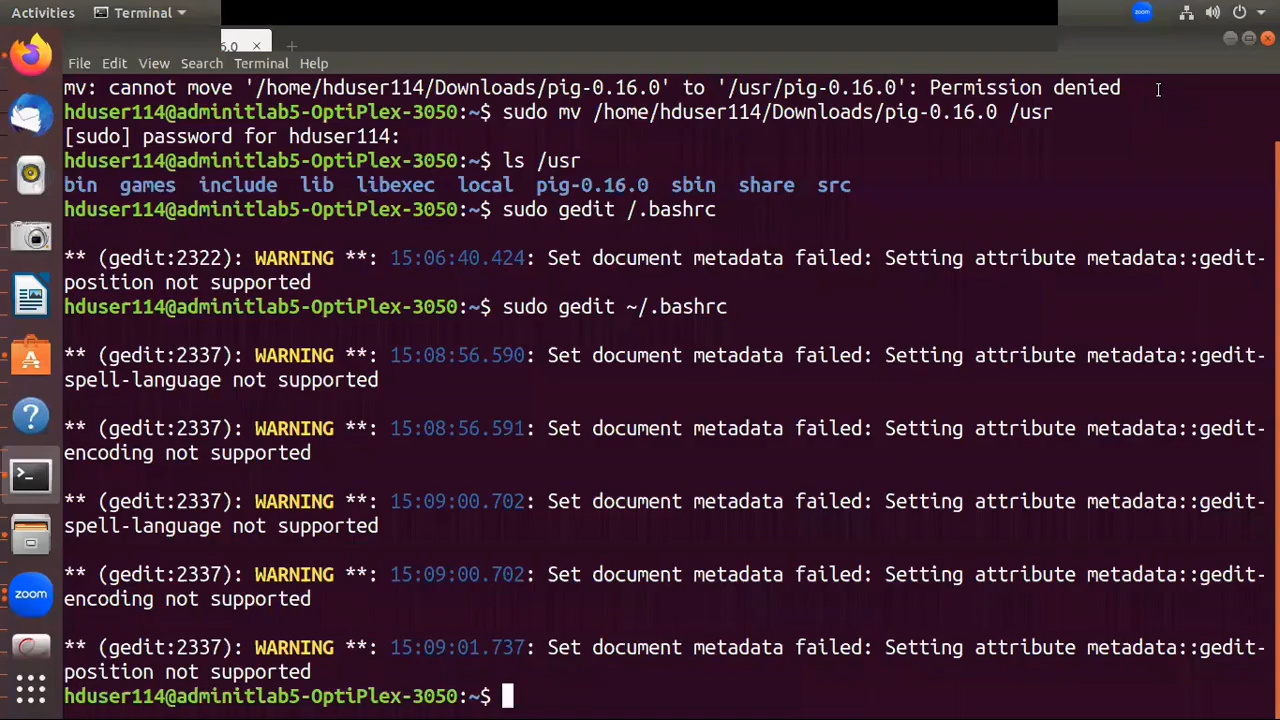 Activities Terminal zoom
6.0 × +
File Edit View Search Terminal Help
mv: cannot move '/home/hduser114/Downloads/pig-0.16.0' to '/usr/pig-0.16.0': Permission denied
hduser114@adminitlab5-OptiPlex-3050:~$ sudo mv /home/hduser114/Downloads/pig-0.16.0 /usr
[sudo] password for hduser114:
hduser114@adminitlab5-OptiPlex-3050:~$ ls /usr
bin games include lib libexec local pig-0.16.0 sbin share src
hduser114@adminitlab5-OptiPlex-3050:~$ sudo gedit /.bashrc
** (gedit:2322): WARNING **: 15:06:40.424: Set document metadata failed: Setting attribute metadata::gedit-
position not supported
hduser114@adminitlab5-OptiPlex-3050:~$ sudo gedit ~/.bashrc
** (gedit:2337): WARNING **: 15:08:56.590: Set document metadata failed: Setting attribute metadata::gedit-
spell-language not supported
** (gedit:2337): WARNING **: 15:08:56.591: Set document metadata failed: Setting attribute metadata::gedit-
encoding not supported
** (gedit:2337): WARNING **: 15:09:00.702: Set document metadata failed: Setting attribute metadata::gedit-
spell-language not supported
** (gedit:2337): WARNING **: 15:09:00.702: Set document metadata failed: Setting attribute metadata::gedit-
encoding not supported
zoom
** (gedit:2337): WARNING **: 15:09:01.737: Set document metadata failed: Setting attribute metadata::gedit-
position not supported
hduser114@adminitlab5-OptiPlex-3050:~$